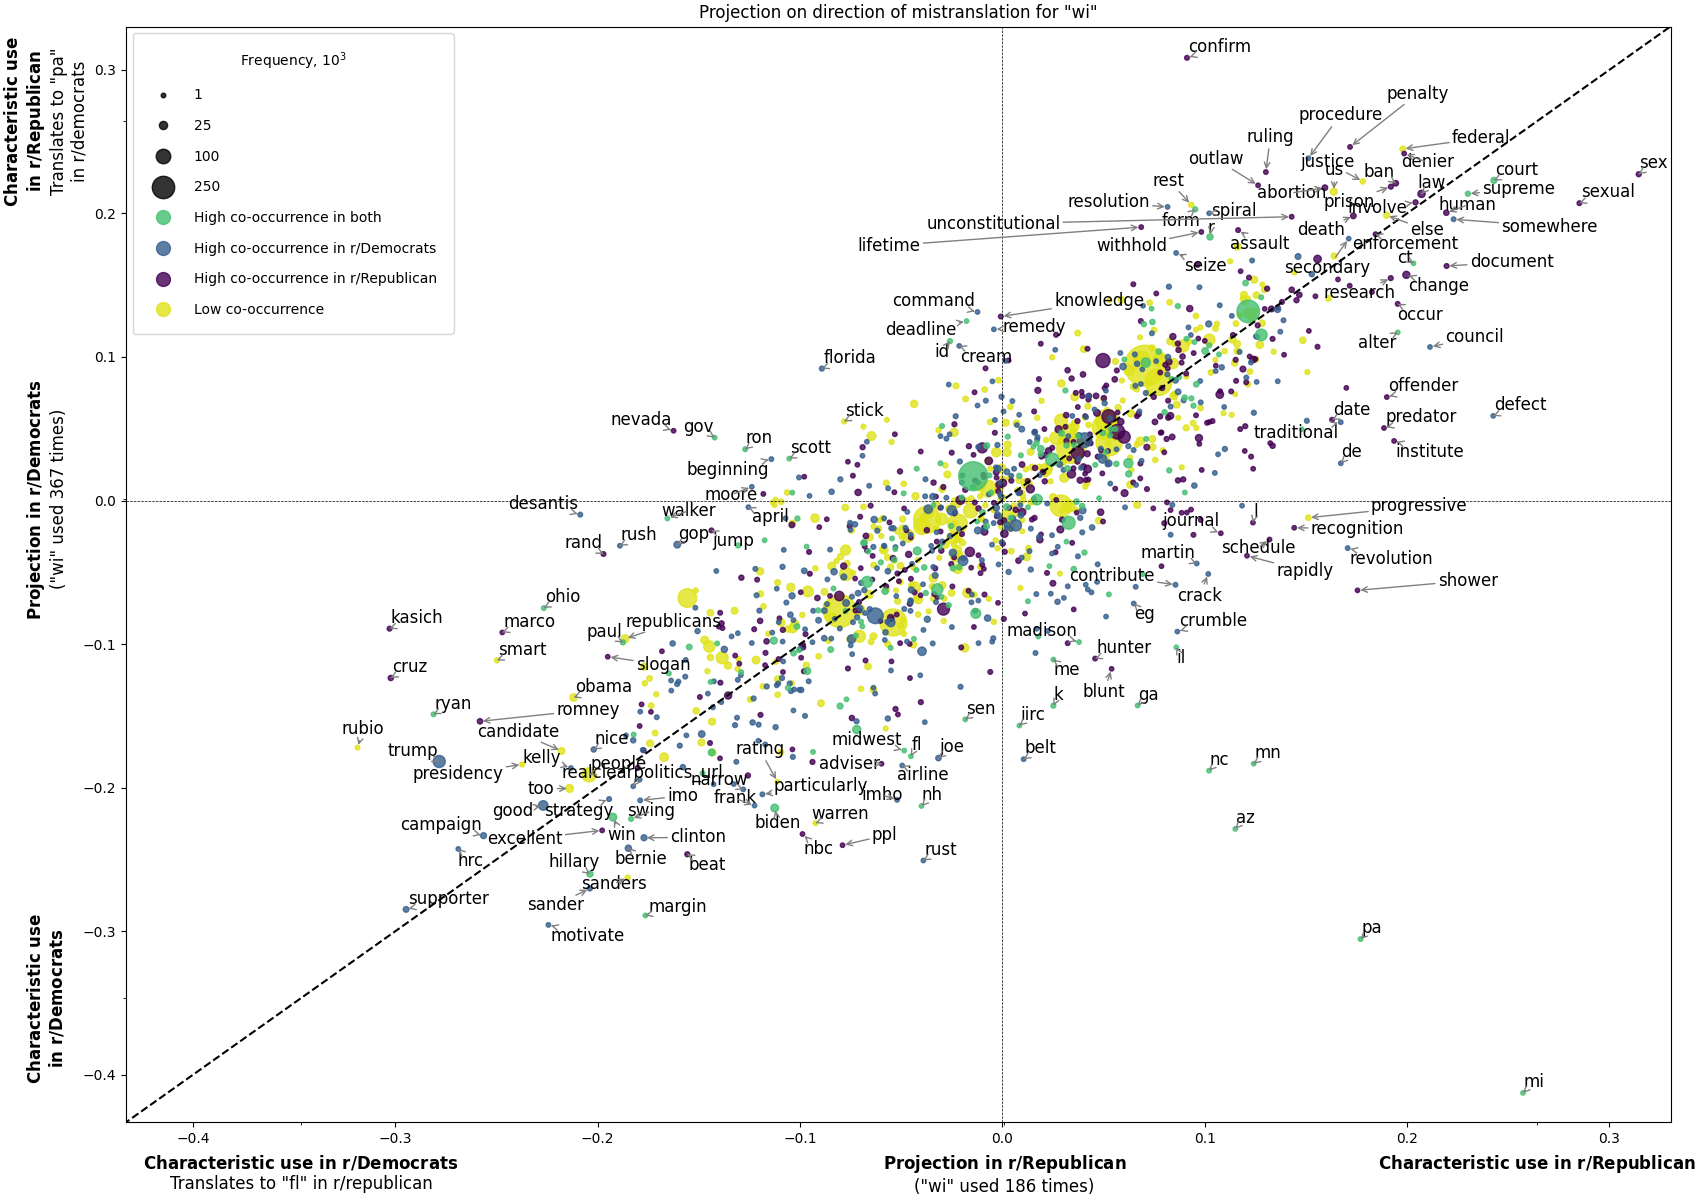 Projection on direction of mistranslation for "wi"
Characteristic use
in r/Republican
Translates to "pa"
in r/democrats
Projection in r/Democrats
("wi" used 367 times)
Characteristic use
in r/Democrats
0.3
0.2
0.1
0.0
−0.1
−0.2
−0.3
−0.4
Frequency, 10³
1
25
100
250
High co-occurrence in both
High co-occurrence in r/Democrats
High co-occurrence in r/Republican
Low co-occurrence
confirm
penalty
procedure
ruling
federal
outlaw
justice
us
ban
denier
court
sex
rest
abortion
law
supreme
sexual
resolution
prison
involve
human
unconstitutional
form
spiral
r
death
else
somewhere
lifetime
withhold
assault
enforcement
seize
secondary
ct
document
research
change
command
knowledge
occur
deadline
remedy
alter
council
id
cream
florida
offender
stick
date
predator
defect
nevada
gov
ron
scott
traditional
de
institute
beginning
moore
desantis
walker
april
journal
l
progressive
rand
rush
gop
jump
schedule
recognition
martin
rapidly
revolution
contribute
crack
shower
ohio
eg
kasich
marco
paul
republicans
madison
crumble
smart
slogan
me
hunter
il
cruz
obama
k
blunt
ga
ryan
romney
sen
iirc
rubio
candidate
nice
rating
midwest
fl
joe
belt
nc
mn
trump
presidency
kelly
people
realclearpolitics
url
adviser
airline
too
narrow
particularly
imho
nh
good
strategy
imo
frank
campaign
excellent
win
swing
clinton
biden
warren
az
hrc
hillary
bernie
beat
nbc
ppl
rust
supporter
sander
sanders
margin
motivate
pa
mi
−0.4
−0.3
−0.2
−0.1
0.0
0.1
0.2
0.3
Characteristic use in r/Democrats
Translates to "fl" in r/republican
Projection in r/Republican
("wi" used 186 times)
Characteristic use in r/Republican